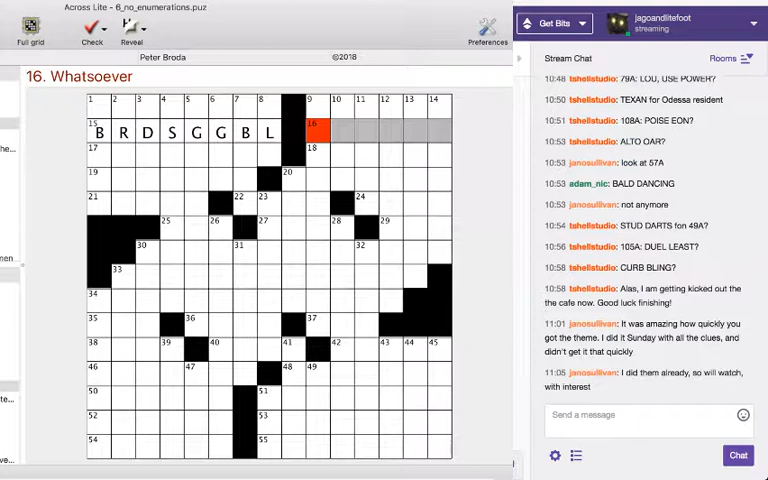 Across Lite - 6_no_enumerations.puz
Full grid
Check
Reveal
Preferences
Peter Broda
©2018
16. Whatsoever
1 2 3 4 5 6 7 8 9 10 11 12 13 14
15 B R D S G G B L 16
17 18
19 20
21 22 23 24
25 26 27 28 29
30 31 32
33
34
35 36 37
38 39 40 41 42 43 44 45
46 47 48 49
50 51
52 53
54 55
he...
men
te...
e...
Get Bits
jagoandlitefoot
streaming
Stream Chat
Rooms
10:48 tshellstudio: 79A: LOU, USE POWER?
10:50 tshellstudio: TEXAN for Odessa resident
10:51 tshellstudio: 108A: POISE EON?
10:53 tshellstudio: ALTO OAR?
10:53 janosullivan: look at 57A
10:53 adam_nic: BALD DANCING
10:53 janosullivan: not anymore
10:54 tshellstudio: STUD DARTS fon 49A?
10:56 tshellstudio: 105A: DUEL LEAST?
10:58 tshellstudio: CURB BLING?
10:58 tshellstudio: Alas, I am getting kicked out the
the cafe now. Good luck finishing!
11:01 janosullivan: It was amazing how quickly you
got the theme. I did it Sunday with all the clues, and
didn't get it that quickly
11:05 janosullivan: I did them already, so will watch,
with interest
Send a message
Chat